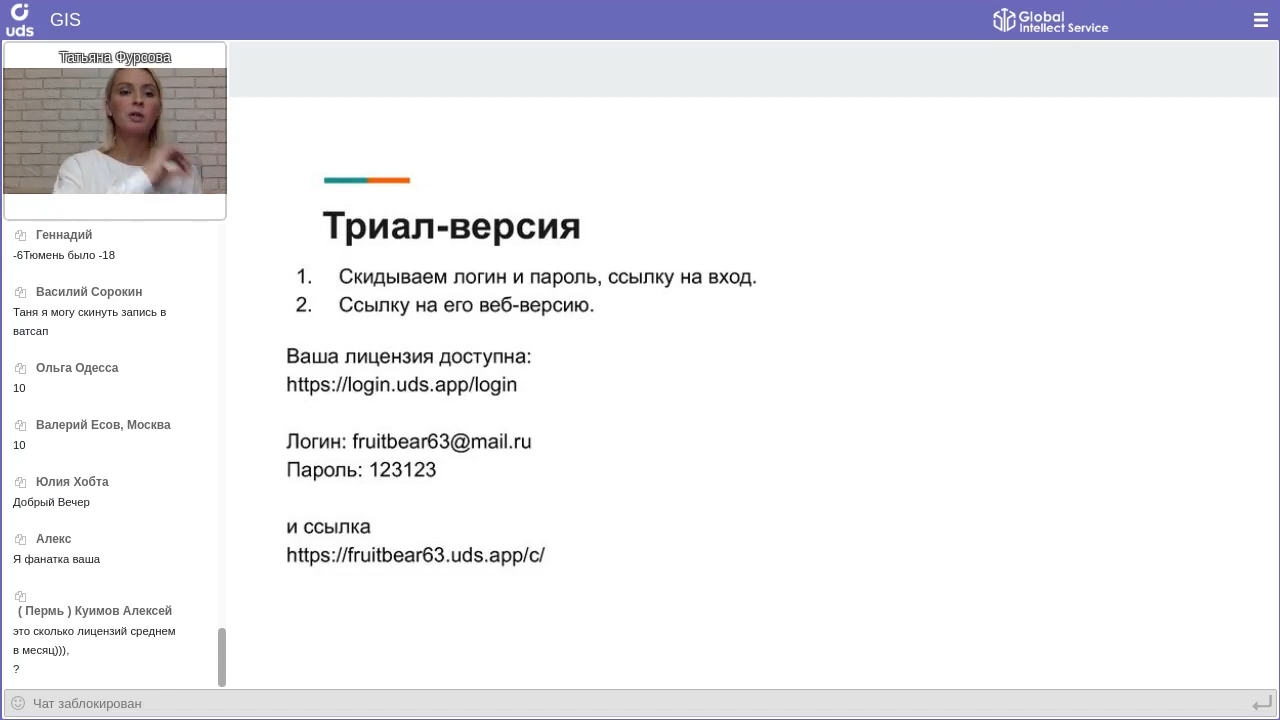 uds
GIS
Global
Intellect Service
Татьяна Фурсова
Геннадий
-6Тюмень было -18
Василий Сорокин
Таня я могу скинуть запись в
ватсап
Ольга Одесса
10
Валерий Есов, Москва
10
Юлия Хобта
Добрый Вечер
Алекс
Я фанатка ваша
( Пермь ) Куимов Алексей
это сколько лицензий среднем
в месяц))),
?
Чат заблокирован
Триал-версия
1. Скидываем логин и пароль, ссылку на вход.
2. Ссылку на его веб-версию.
Ваша лицензия доступна:
https://login.uds.app/login
Логин: fruitbear63@mail.ru
Пароль: 123123
и ссылка
https://fruitbear63.uds.app/c/